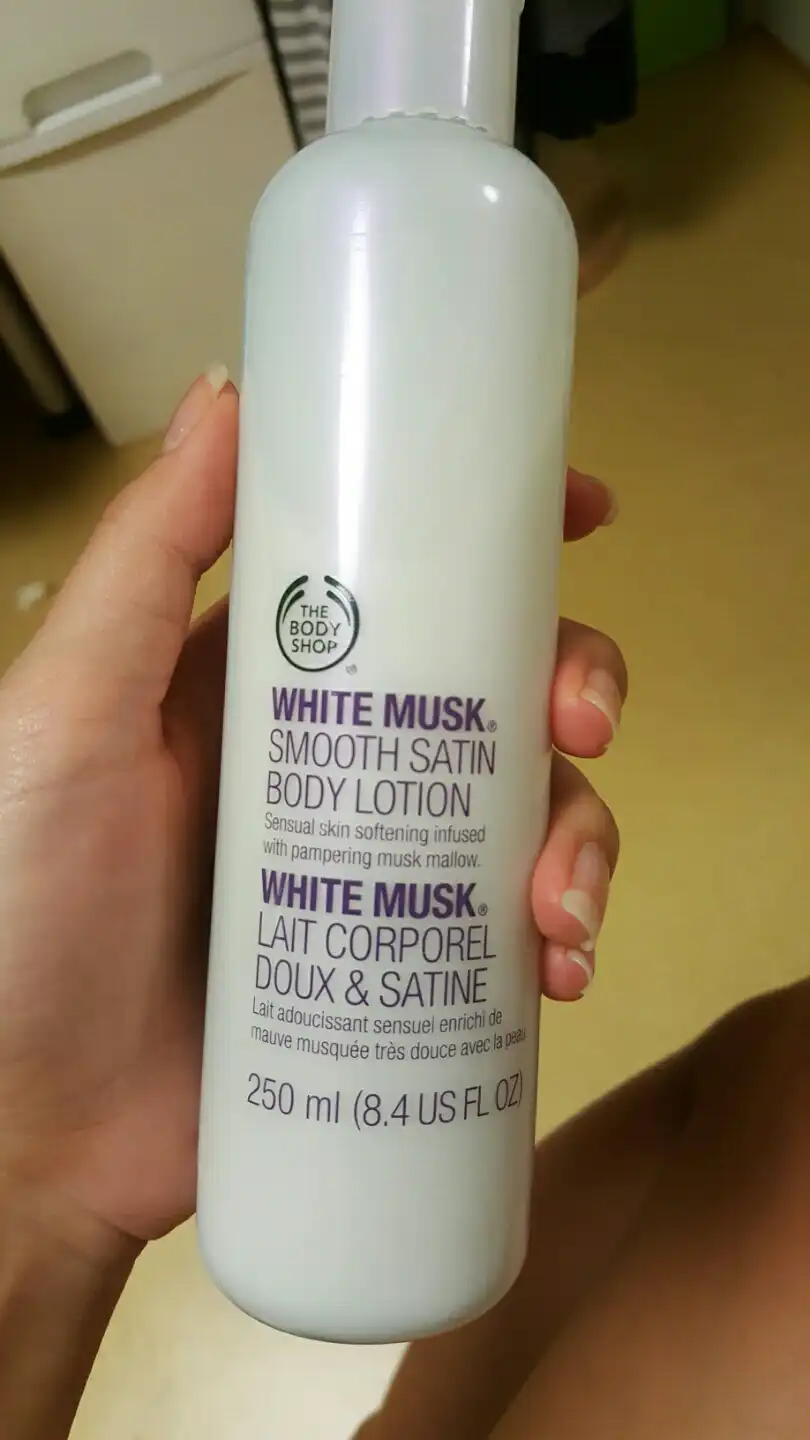 THE
BODY
SHOP
®
WHITE MUSK®
SMOOTH SATIN
BODY LOTION
Sensual skin softening infused
with pampering musk mallow.
WHITE MUSK®
LAIT CORPOREL
DOUX & SATINE
Lait adoucissant sensuel enrichi de
mauve musquée très douce avec la peau
250 ml (8.4 US FL OZ)